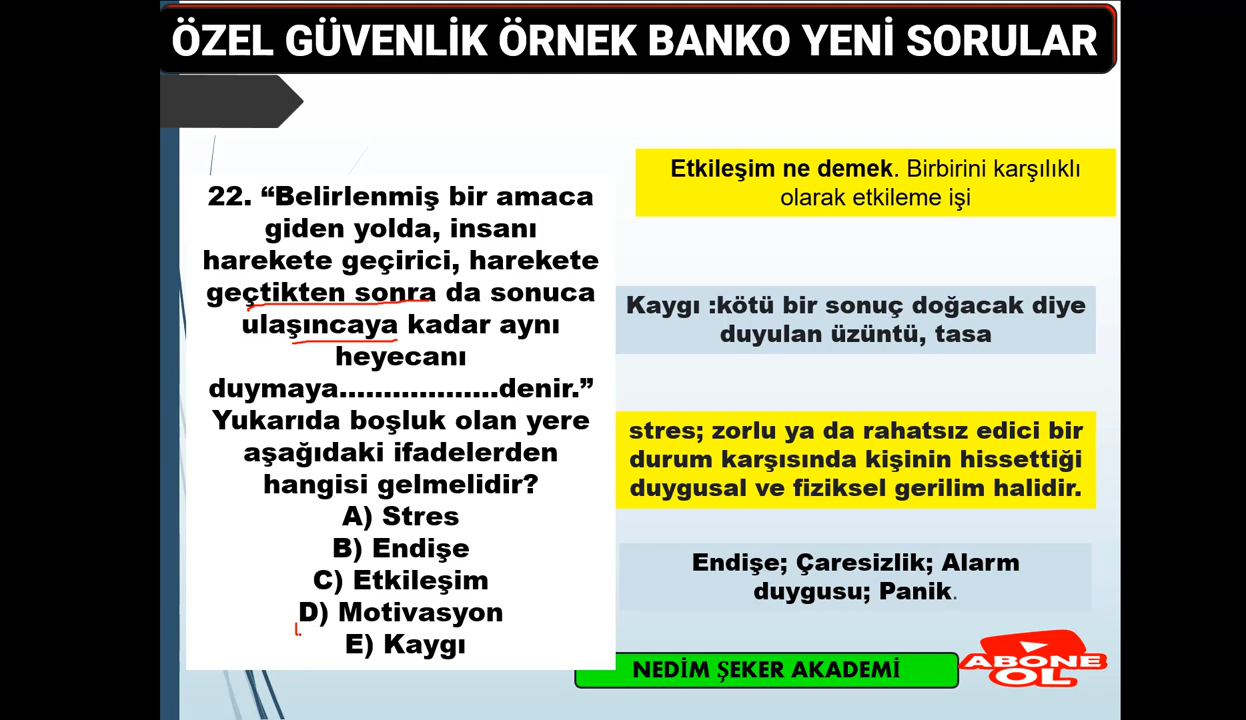 ÖZEL GÜVENLİK ÖRNEK BANKO YENİ SORULAR
22. “Belirlenmiş bir amaca
giden yolda, insanı
harekete geçirici, harekete
geçtikten sonra da sonuca
ulaşıncaya kadar aynı
heyecanı
duymaya..................denir.”
Yukarıda boşluk olan yere
aşağıdaki ifadelerden
hangisi gelmelidir?
A) Stres
B) Endişe
C) Etkileşim
D) Motivasyon
E) Kaygı
Etkileşim ne demek. Birbirini karşılıklı
olarak etkileme işi
Kaygı :kötü bir sonuç doğacak diye
duyulan üzüntü, tasa
stres; zorlu ya da rahatsız edici bir
durum karşısında kişinin hissettiği
duygusal ve fiziksel gerilim halidir.
Endişe; Çaresizlik; Alarm
duygusu; Panik.
NEDİM ŞEKER AKADEMİ
ABONE
OL